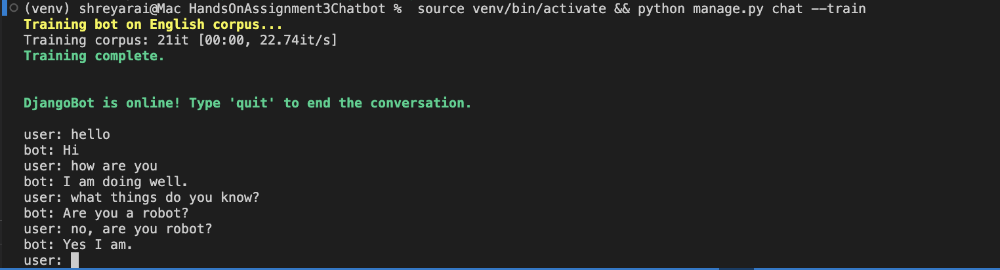 (venv) shreyarai@Mac HandsOnAssignment3Chatbot %  source venv/bin/activate && python manage.py chat --train
Training bot on English corpus...
Training corpus: 21it [00:00, 22.74it/s]
Training complete.
DjangoBot is online! Type 'quit' to end the conversation.
user: hello
bot: Hi
user: how are you
bot: I am doing well.
user: what things do you know?
bot: Are you a robot?
user: no, are you robot?
bot: Yes I am.
user: